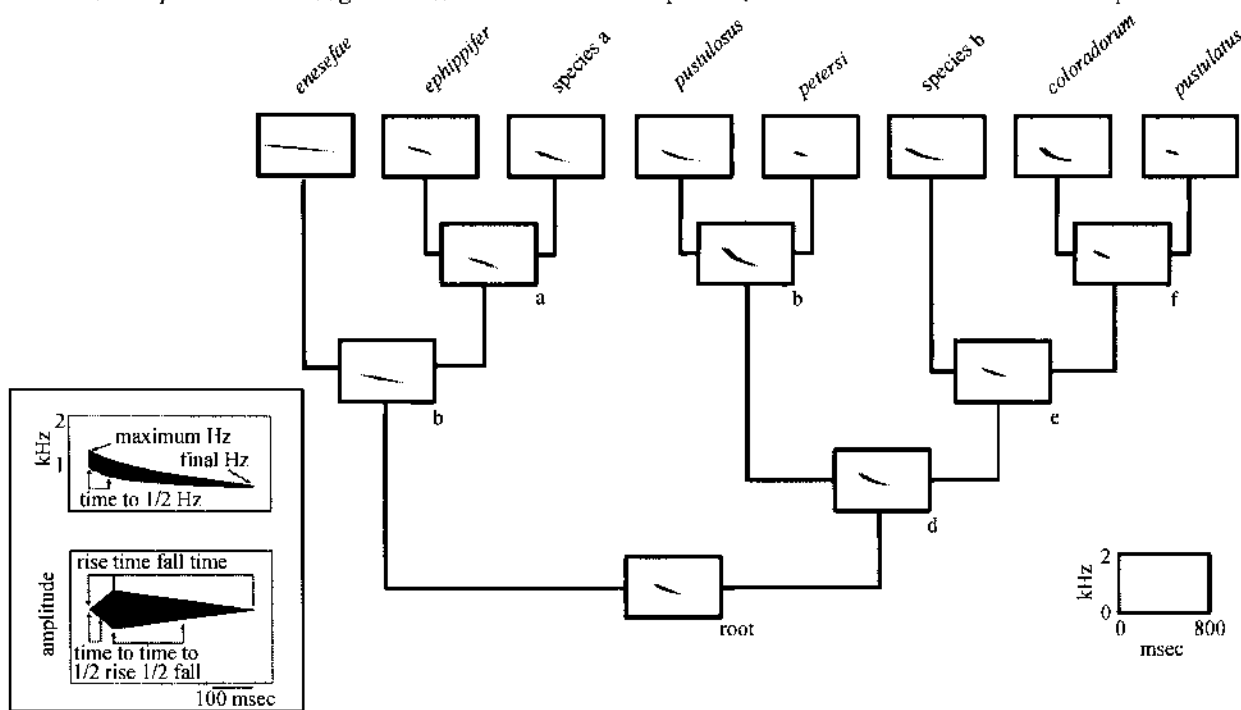 enesefae
ephippifer
species a
pustulosus
petersi
species b
coloradorum
pustulatus
a
b
f
b
e
d
root
2
kHz
1
maximum Hz
final Hz
time to 1/2 Hz
rise time fall time
amplitude
time to time to
1/2 rise 1/2 fall
100 msec
2
kHz
0
0 800
msec